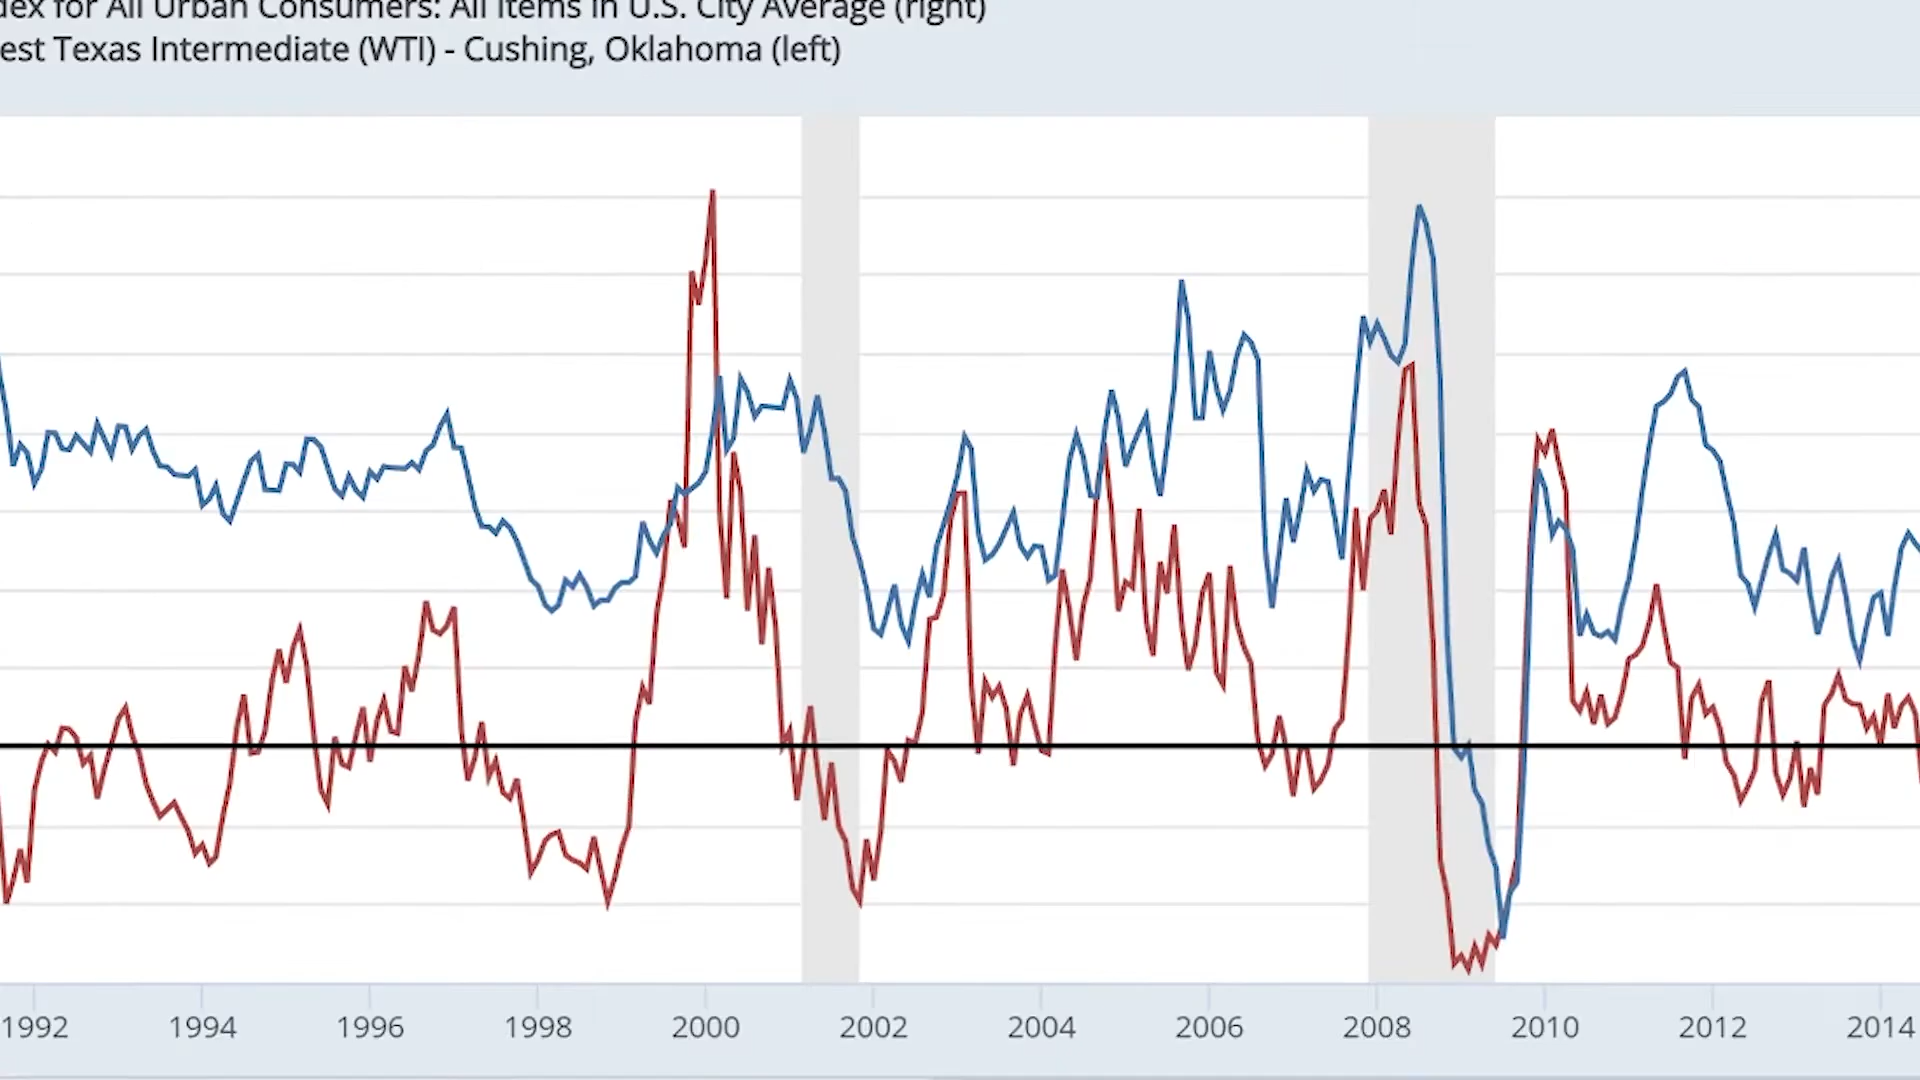 dex for All Urban Consumers: All Items in U.S. City Average (right)
est Texas Intermediate (WTI) - Cushing, Oklahoma (left)
1992 1994 1996 1998 2000 2002 2004 2006 2008 2010 2012 2014